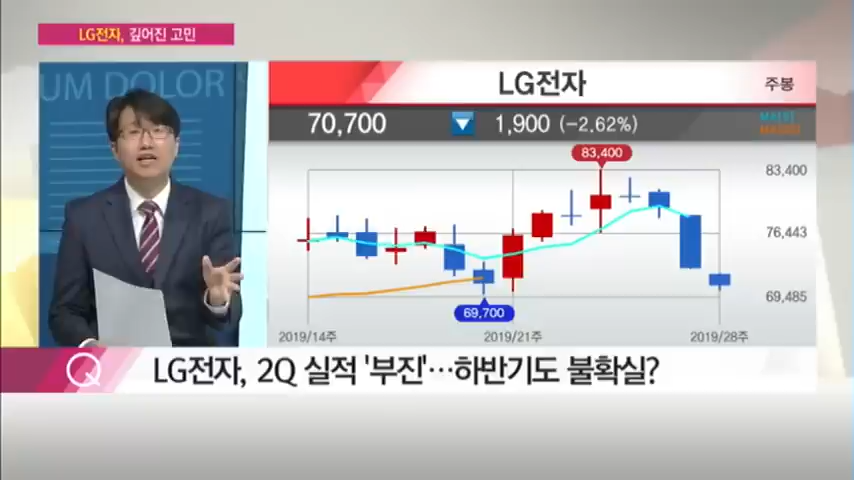 LG전자, 깊어진 고민
UM DOLOR
LG전자
주봉
70,700
▼
1,900 (-2.62%)
83,400
83,400
76,443
69,485
69,700
2019/14주
2019/21주
2019/28주
Q
LG전자, 2Q 실적 '부진'…하반기도 불확실?